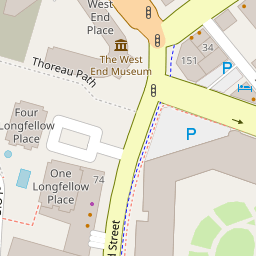 West
End
Place
The West
End Museum
Thoreau Path
34
151
P
P
Four
Longfellow
Place
One
Longfellow
Place
74
Street